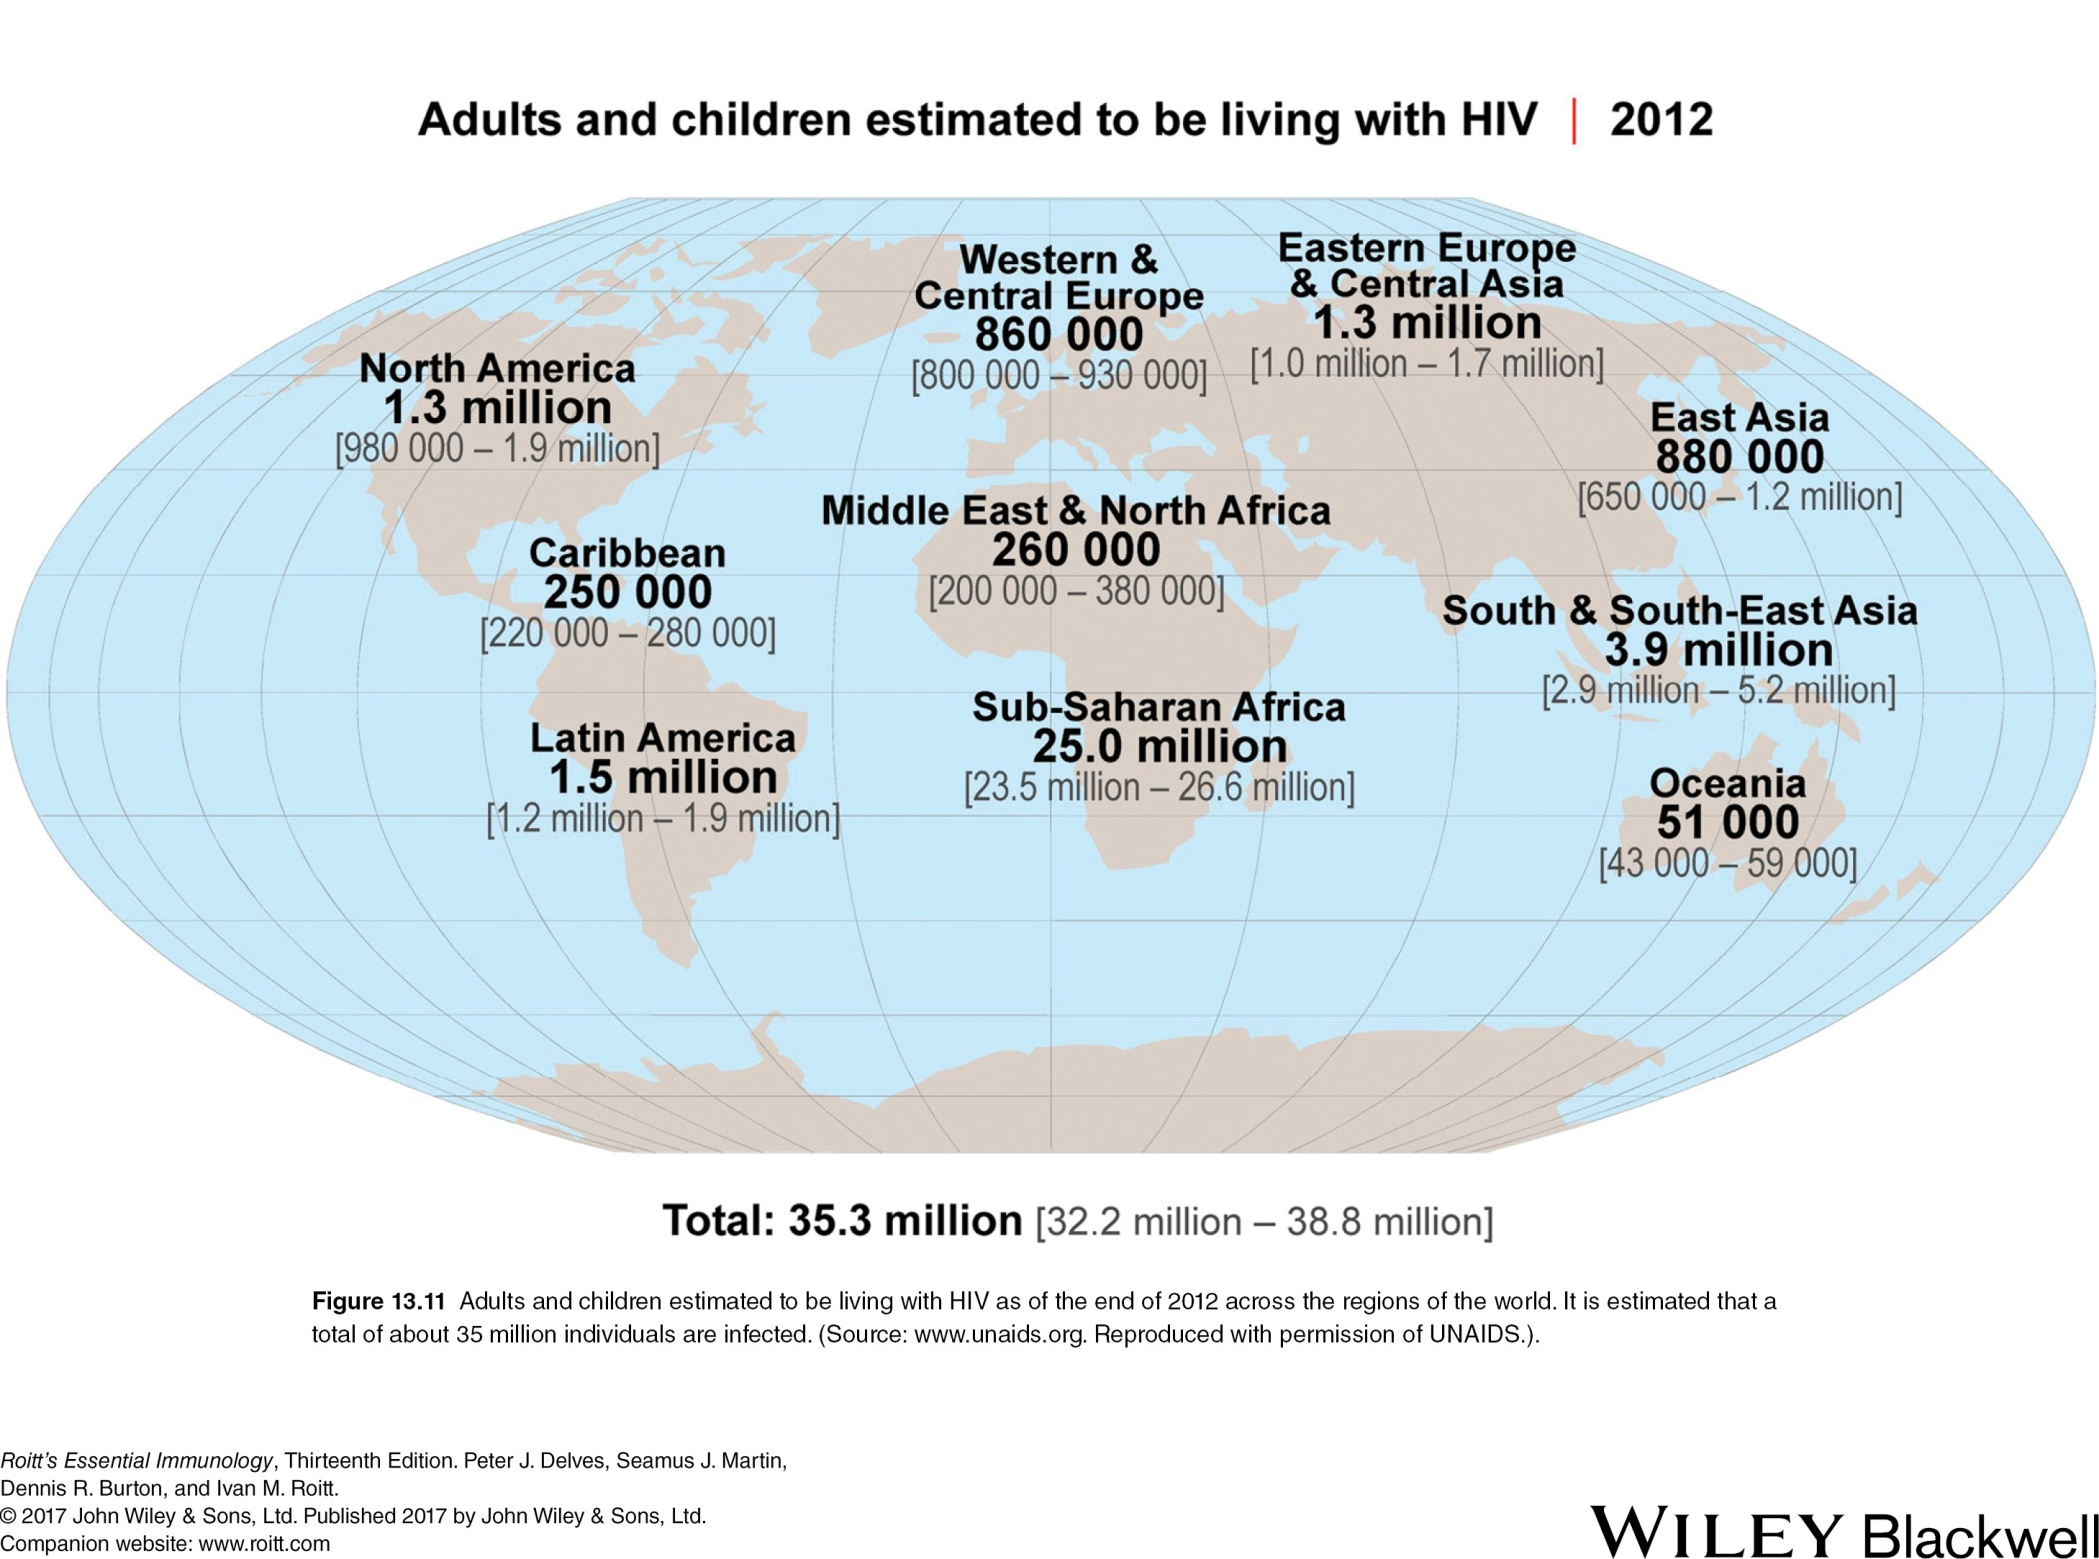 Adults and children estimated to be living with HIV | 2012
Western &
Central Europe
860 000
[800 000 – 930 000]
Eastern Europe
& Central Asia
1.3 million
[1.0 million – 1.7 million]
North America
1.3 million
[980 000 – 1.9 million]
East Asia
880 000
[650 000 – 1.2 million]
Middle East & North Africa
260 000
[200 000 – 380 000]
Caribbean
250 000
[220 000 – 280 000]
South & South-East Asia
3.9 million
[2.9 million – 5.2 million]
Sub-Saharan Africa
25.0 million
[23.5 million – 26.6 million]
Latin America
1.5 million
[1.2 million – 1.9 million]
Oceania
51 000
[43 000 – 59 000]
Total: 35.3 million [32.2 million – 38.8 million]
Figure 13.11 Adults and children estimated to be living with HIV as of the end of 2012 across the regions of the world. It is estimated that a
total of about 35 million individuals are infected. (Source: www.unaids.org. Reproduced with permission of UNAIDS.).
Roitt's Essential Immunology, Thirteenth Edition. Peter J. Delves, Seamus J. Martin,
Dennis R. Burton, and Ivan M. Roitt.
© 2017 John Wiley & Sons, Ltd. Published 2017 by John Wiley & Sons, Ltd.
Companion website: www.roitt.com
WILEY Blackwell